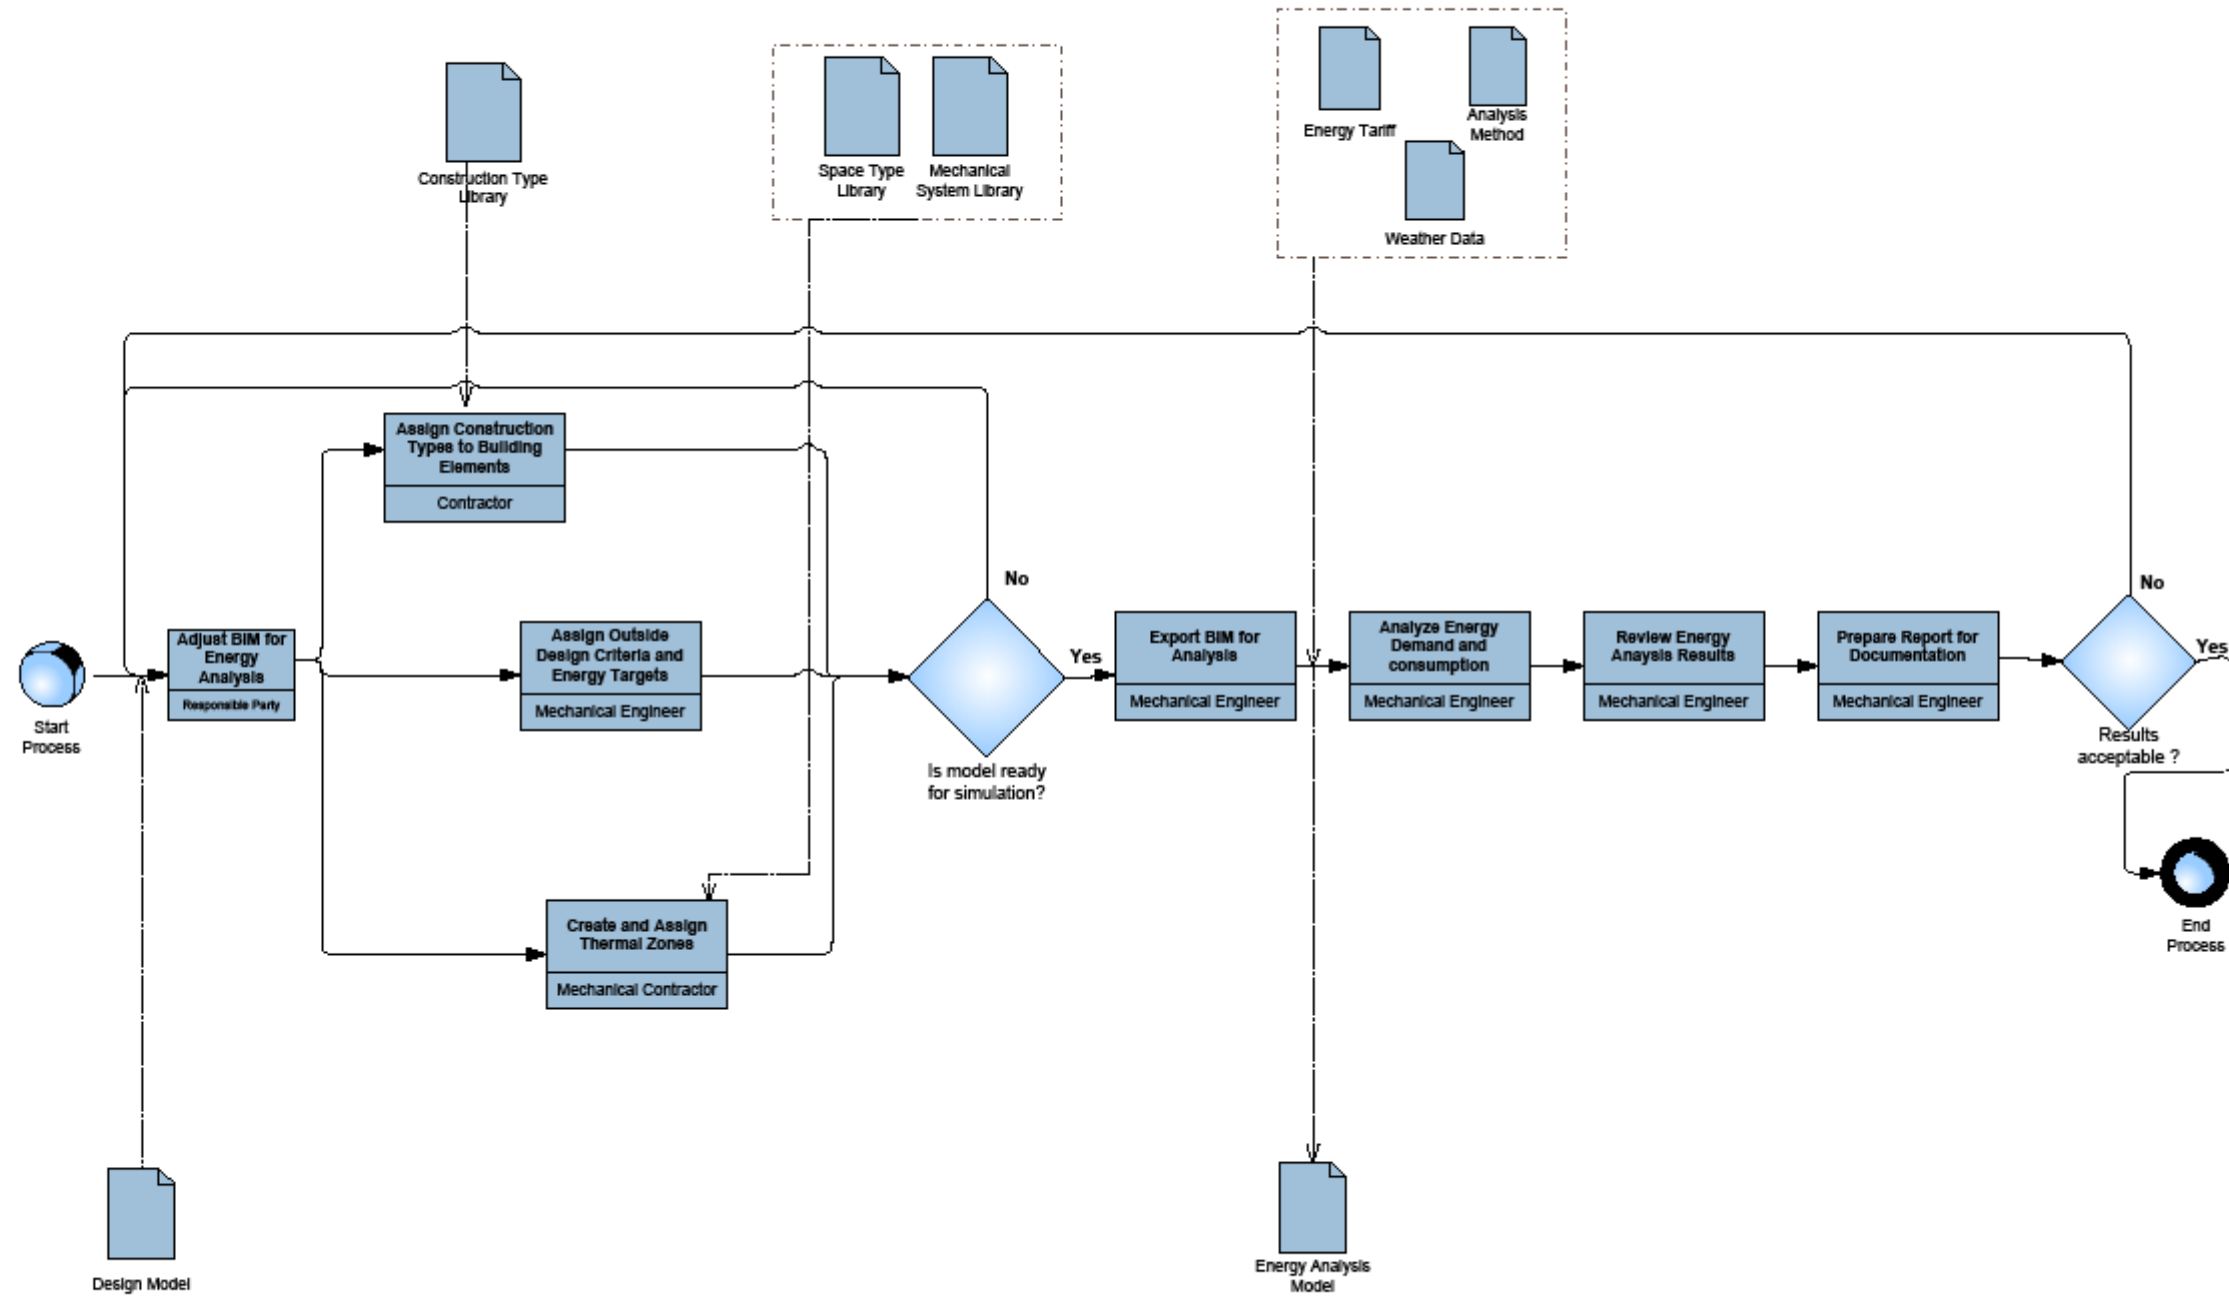 Energy Tariff
Analysis
Method
Weather Data
Construction Type
Library
Space Type
Library
Mechanical
System Library
Assign Construction
Types to Building
Elements
Contractor
No
No
Start
Process
Adjust BIM for
Energy
Analysis
Responsible Party
Assign Outside
Design Criteria and
Energy Targets
Mechanical Engineer
Is model ready
for simulation?
Yes
Export BIM for
Analysis
Mechanical Engineer
Analyze Energy
Demand and
consumption
Mechanical Engineer
Review Energy
Anaysis Results
Mechanical Engineer
Prepare Report for
Documentation
Mechanical Engineer
Yes
Results
acceptable ?
Create and Assign
Thermal Zones
Mechanical Contractor
End
Process
Design Model
Energy Analysis
Model